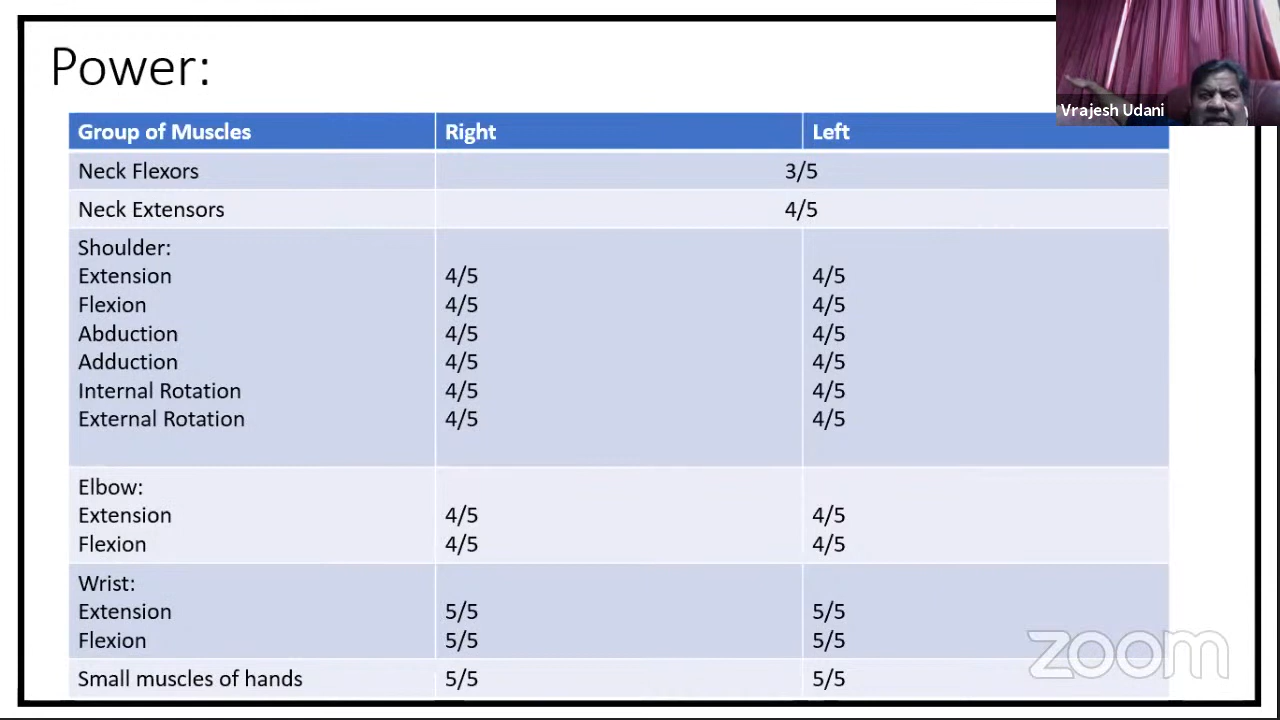 Power:
Vrajesh Udani
Group of Muscles Right Left
Neck Flexors 3/5
Neck Extensors 4/5
Shoulder:
Extension 4/5 4/5
Flexion 4/5 4/5
Abduction 4/5 4/5
Adduction 4/5 4/5
Internal Rotation 4/5 4/5
External Rotation 4/5 4/5
Elbow:
Extension 4/5 4/5
Flexion 4/5 4/5
Wrist:
Extension 5/5 5/5
Flexion 5/5 5/5
Small muscles of hands 5/5 5/5
zoom